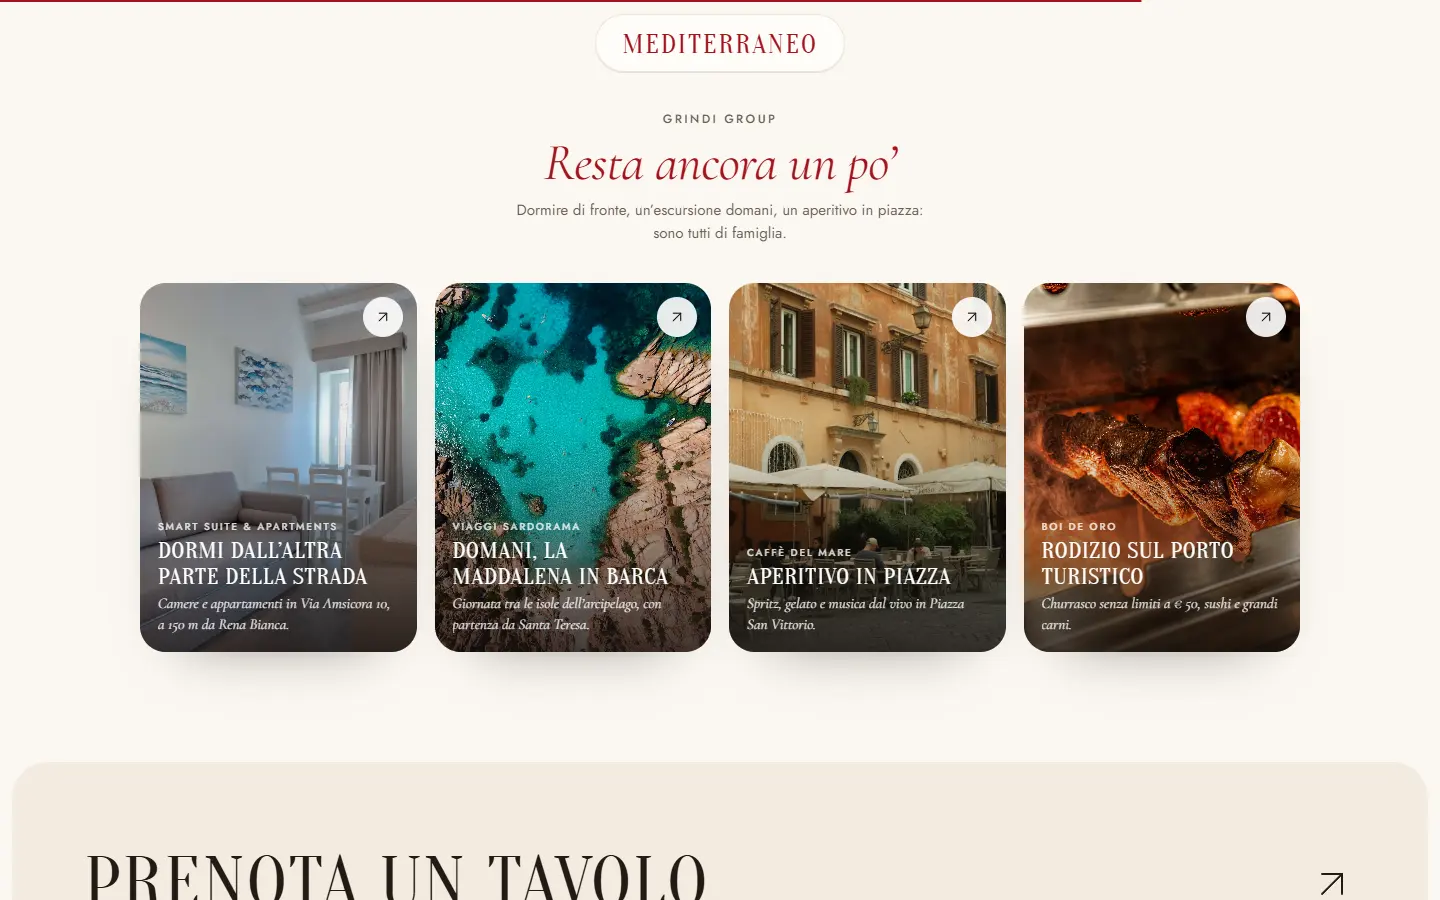 MEDITERRANEO
GRINDI GROUP
Resta ancora un po’
Dormire di fronte, un’escursione domani, un aperitivo in piazza:
sono tutti di famiglia.
SMART SUITE & APARTMENTS
DORMI DALL’ALTRA
PARTE DELLA STRADA
Camere e appartamenti in Via Amsicora 10,
a 150 m da Rena Bianca.
VIAGGI SARDORAMA
DOMANI, LA
MADDALENA IN BARCA
Giornata tra le isole dell’arcipelago, con
partenza da Santa Teresa.
CAFFÈ DEL MARE
APERITIVO IN PIAZZA
Spritz, gelato e musica dal vivo in Piazza
San Vittorio.
BOI DE ORO
RODIZIO SUL PORTO
TURISTICO
Churrasco senza limiti a € 50, sushi e grandi
carni.
PRENOTA UN TAVOLO